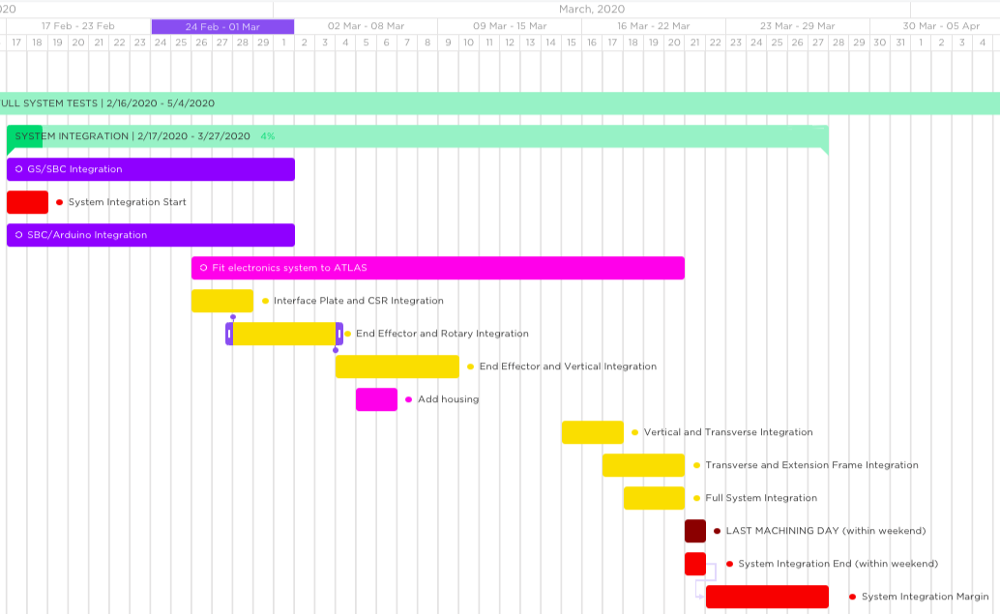 020
March, 2020
17 Feb - 23 Feb 24 Feb - 01 Mar 02 Mar - 08 Mar 09 Mar - 15 Mar 16 Mar - 22 Mar 23 Mar - 29 Mar 30 Mar - 05 Apr
17 18 19 20 21 22 23 24 25 26 27 28 29 1 2 3 4 5 6 7 8 9 10 11 12 13 14 15 16 17 18 19 20 21 22 23 24 25 26 27 28 29 30 31 1 2 3 4
ULL SYSTEM TESTS | 2/16/2020 - 5/4/2020
SYSTEM INTEGRATION | 2/17/2020 - 3/27/2020 4%
GS/SBC Integration
System Integration Start
SBC/Arduino Integration
Fit electronics system to ATLAS
Interface Plate and CSR Integration
End Effector and Rotary Integration
End Effector and Vertical Integration
Add housing
Vertical and Transverse Integration
Transverse and Extension Frame Integration
Full System Integration
LAST MACHINING DAY (within weekend)
System Integration End (within weekend)
System Integration Margin